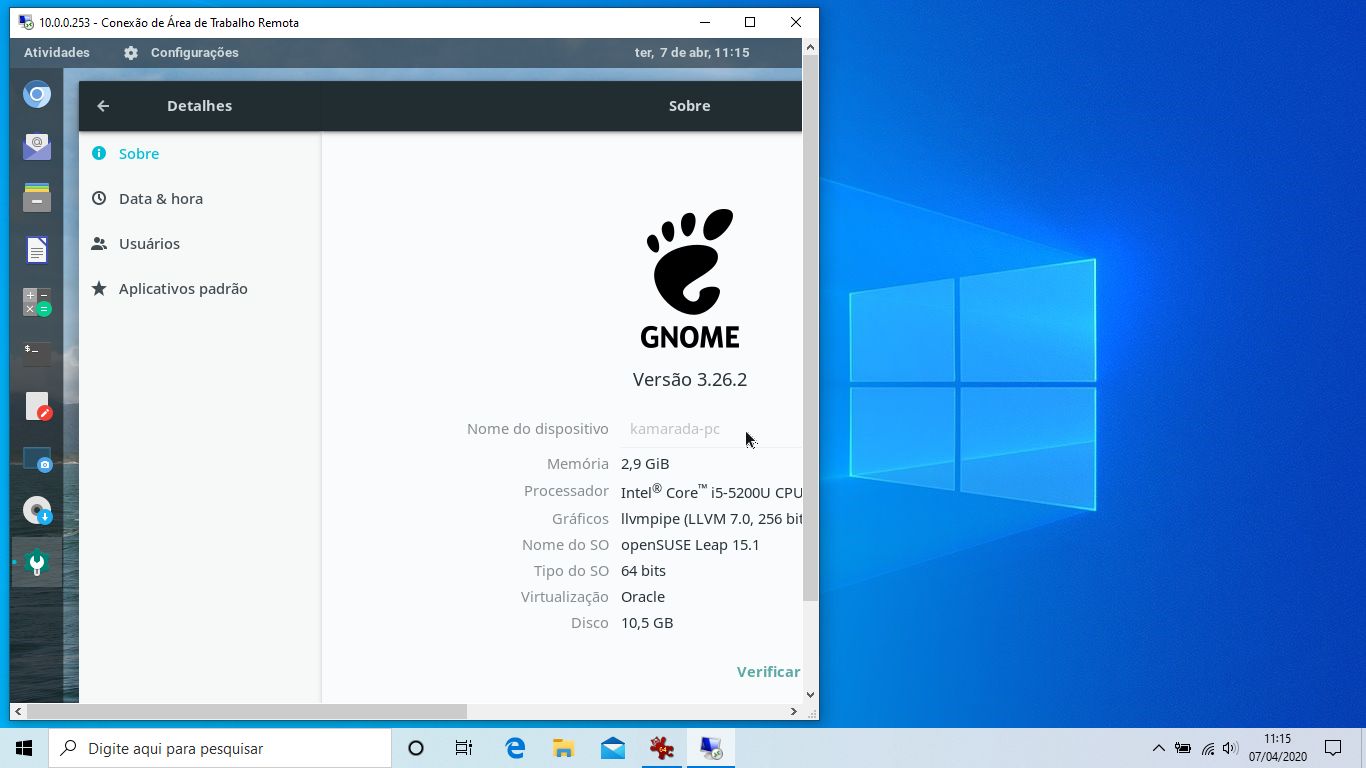 10.0.0.253 - Conexão de Área de Trabalho Remota
Atividades Configurações ter, 7 de abr, 11:15
Detalhes Sobre
Sobre
Data & hora
Usuários
Aplicativos padrão
GNOME
Versão 3.26.2
Nome do dispositivo kamarada-pc
Memória 2,9 GiB
Processador Intel® Core™ i5-5200U CPU
Gráficos llvmpipe (LLVM 7.0, 256 bit
Nome do SO openSUSE Leap 15.1
Tipo do SO 64 bits
Virtualização Oracle
Disco 10,5 GB
Verificar
Digite aqui para pesquisar
11:15
07/04/2020